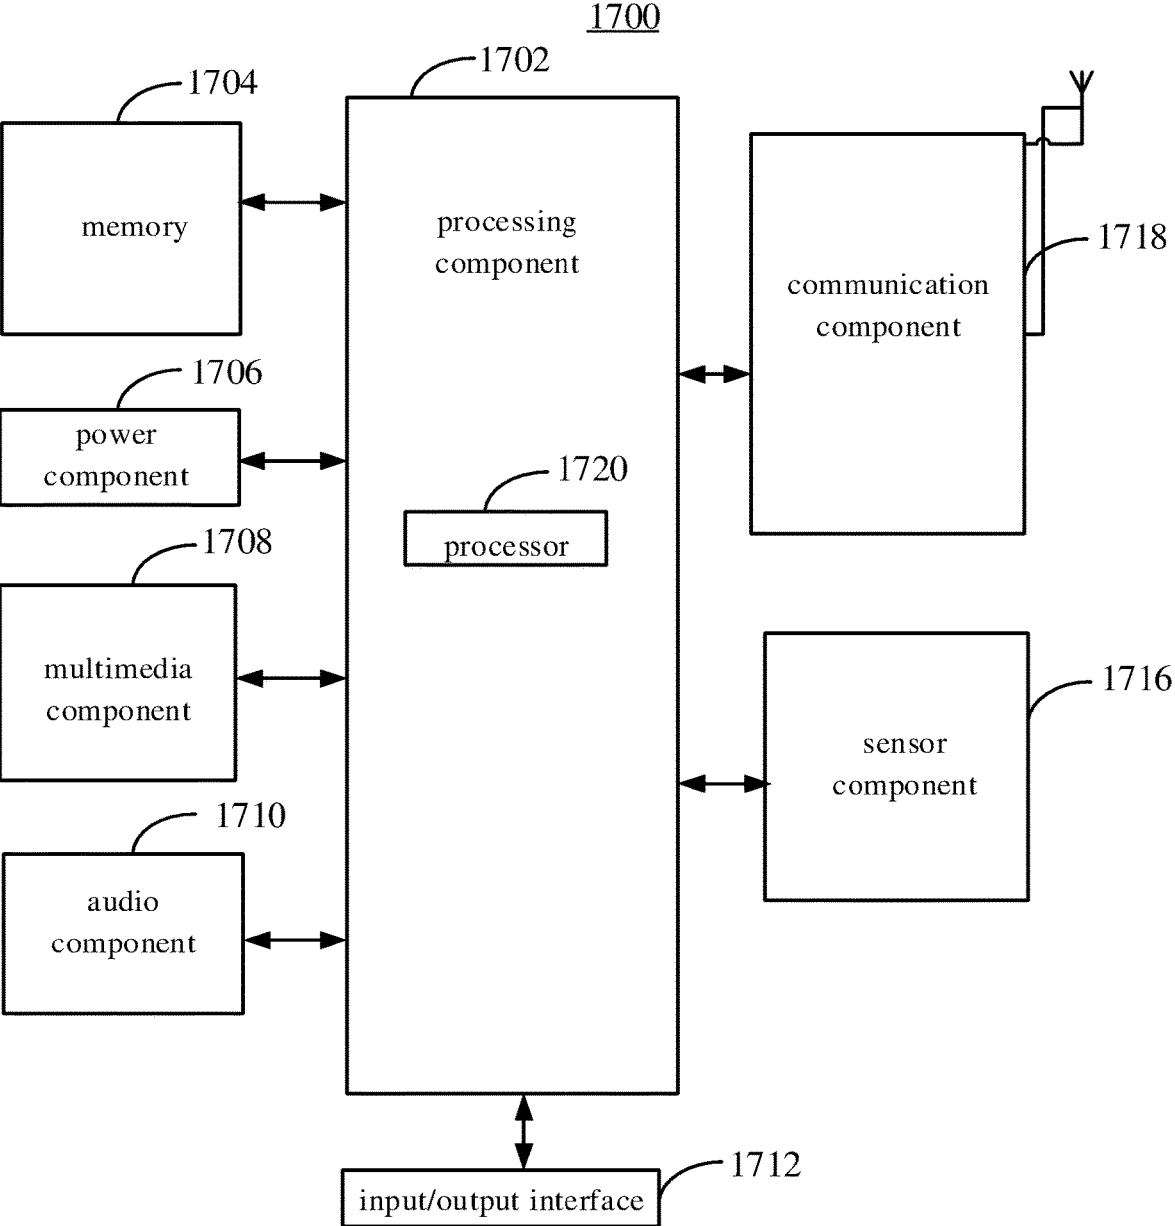 1700
1702
1704
memory
processing
component
1718
communication
component
1706
power
component
1720
processor
1708
multimedia
component
1716
sensor
component
1710
audio
component
1712
input/output interface